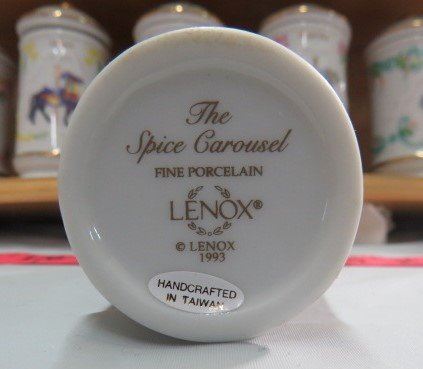 The
Spice Carousel
FINE PORCELAIN
LENOX®
© LENOX
1993
HANDCRAFTED
IN TAIWAN